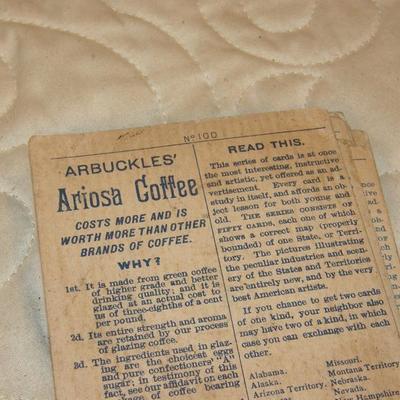 No 100
ARBUCKLES'
Ariosa Coffee
COSTS MORE AND IS
WORTH MORE THAN OTHER
BRANDS OF COFFEE.
WHY?
1st. It is made from green coffee
of higher grade and better
drinking quality; and it is
glazed at an actual cost to
us of three-eighths of a cent
per pound.
2d. Its entire strength and aroma
are retained by our process
of glazing coffee.
3d. The ingredients used in glaz-
ing are the choicest eggs
and pure confectioners' "A"
sugar; in testimony of this
fact, see our affidavit on each
package of coffee bearing
READ THIS.
This series of cards is at once
the most interesting, instructive
and artistic, yet offered as an ad-
vertisement. Every card is a
study in itself, and affords an ob-
ject lesson for both young and
old. THE SERIES CONSISTS OF
FIFTY CARDS, each one of which
shows a correct map (properly
bounded) of one State, or Terri-
tory. The pictures illustrating
the peculiar industries and scen-
ery of the States and Territories
are entirely new, and by the very
best American artists.
If you chance to get two cards
of one kind, your neighbor also
may have two of a kind, in which
case you can exchange with each
other.
Alabama.
Alaska.
Arizona Territory.
Missouri.
Montana Territory.
Nebraska.
Nevada.